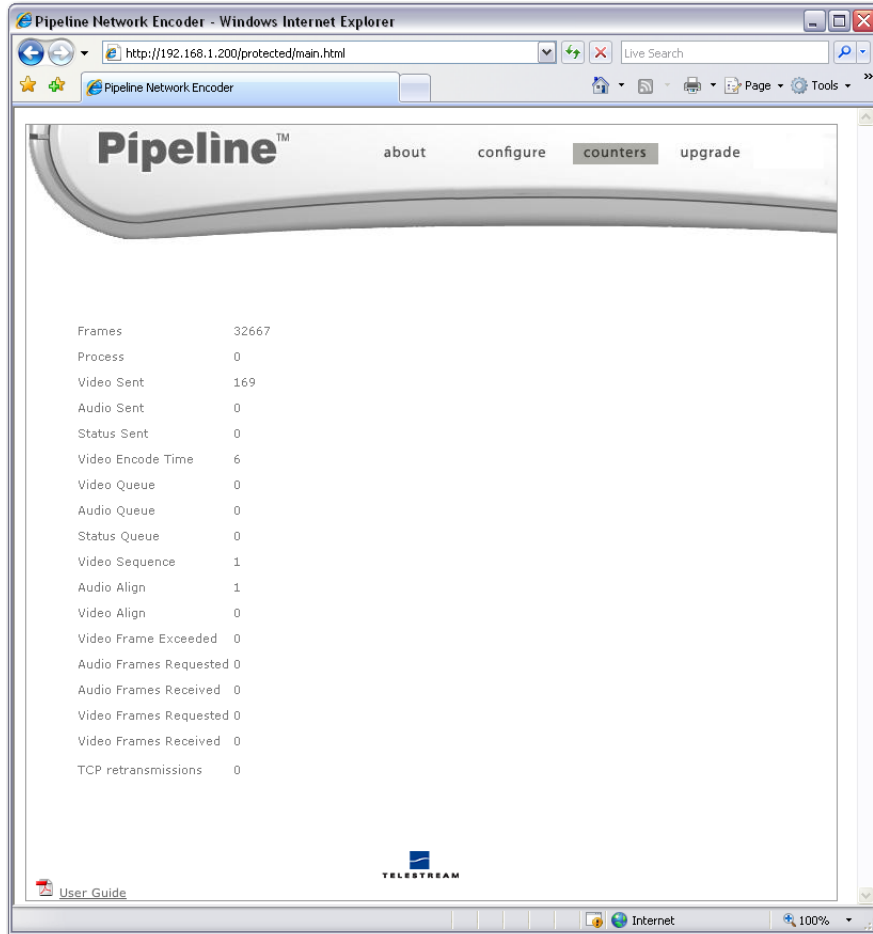 Pipeline Network Encoder - Windows Internet Explorer
http://192.168.1.200/protected/main.html
Live Search
Pipeline Network Encoder
Page
Tools
»
Pipeline™
about configure counters upgrade
Frames 32667
Process 0
Video Sent 169
Audio Sent 0
Status Sent 0
Video Encode Time 6
Video Queue 0
Audio Queue 0
Status Queue 0
Video Sequence 1
Audio Align 1
Video Align 0
Video Frame Exceeded 0
Audio Frames Requested 0
Audio Frames Received 0
Video Frames Requested 0
Video Frames Received 0
TCP retransmissions 0
TELESTREAM
User Guide
Internet 100%